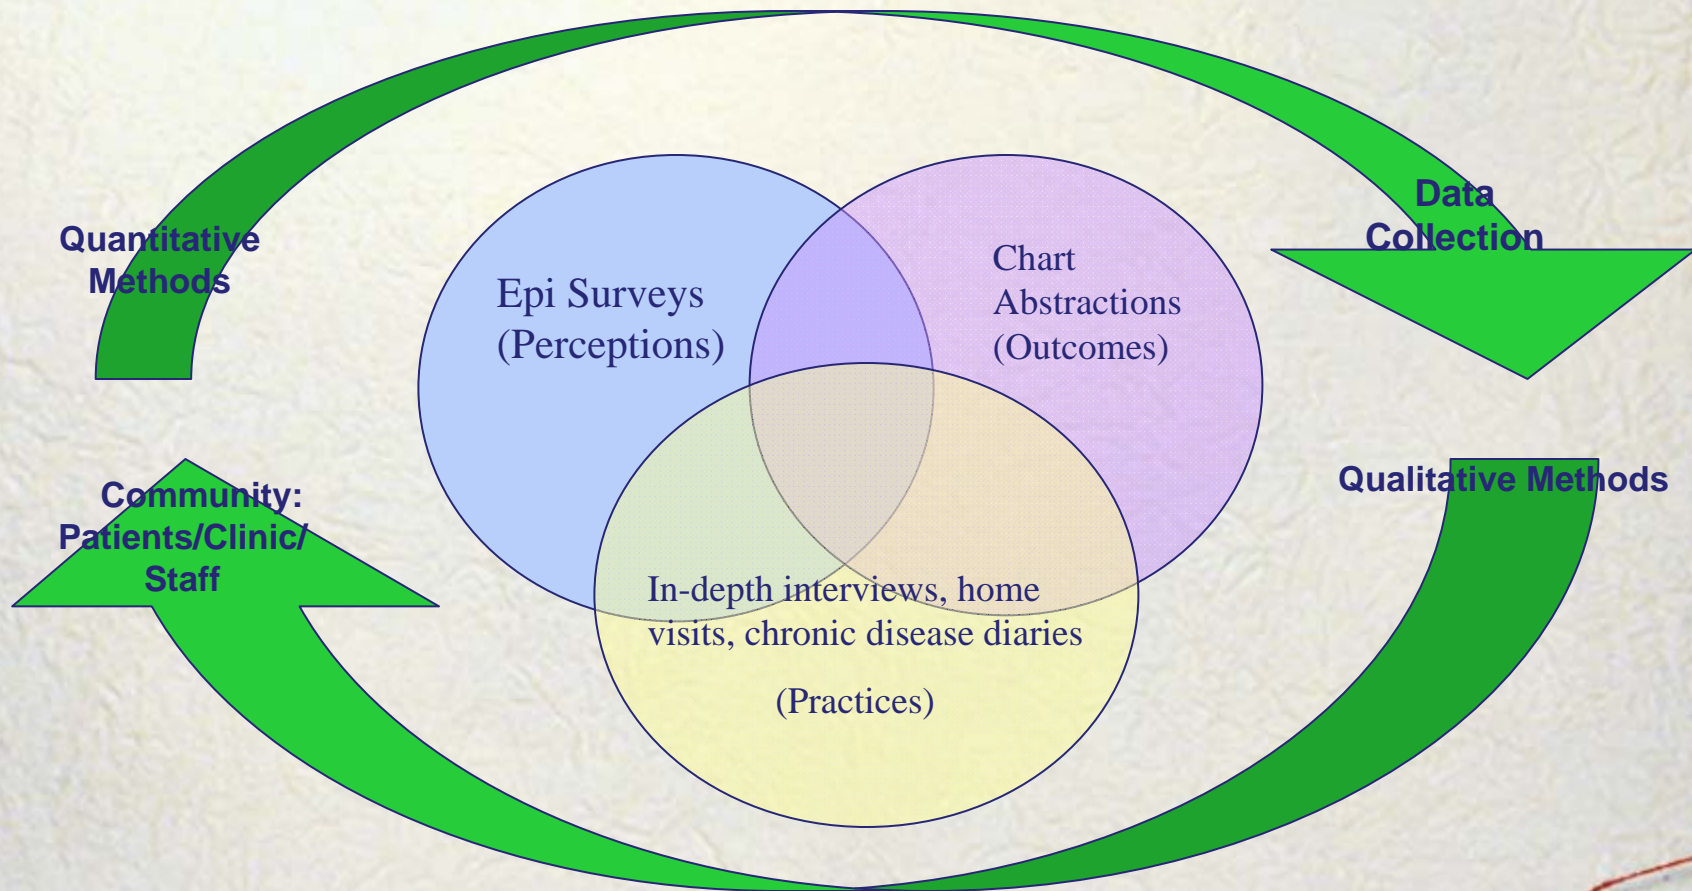 Quantitative
Methods
Data
Collection
Epi Surveys
(Perceptions)
Chart
Abstractions
(Outcomes)
Community:
Patients/Clinic/
Staff
Qualitative Methods
In-depth interviews, home
visits, chronic disease diaries
(Practices)